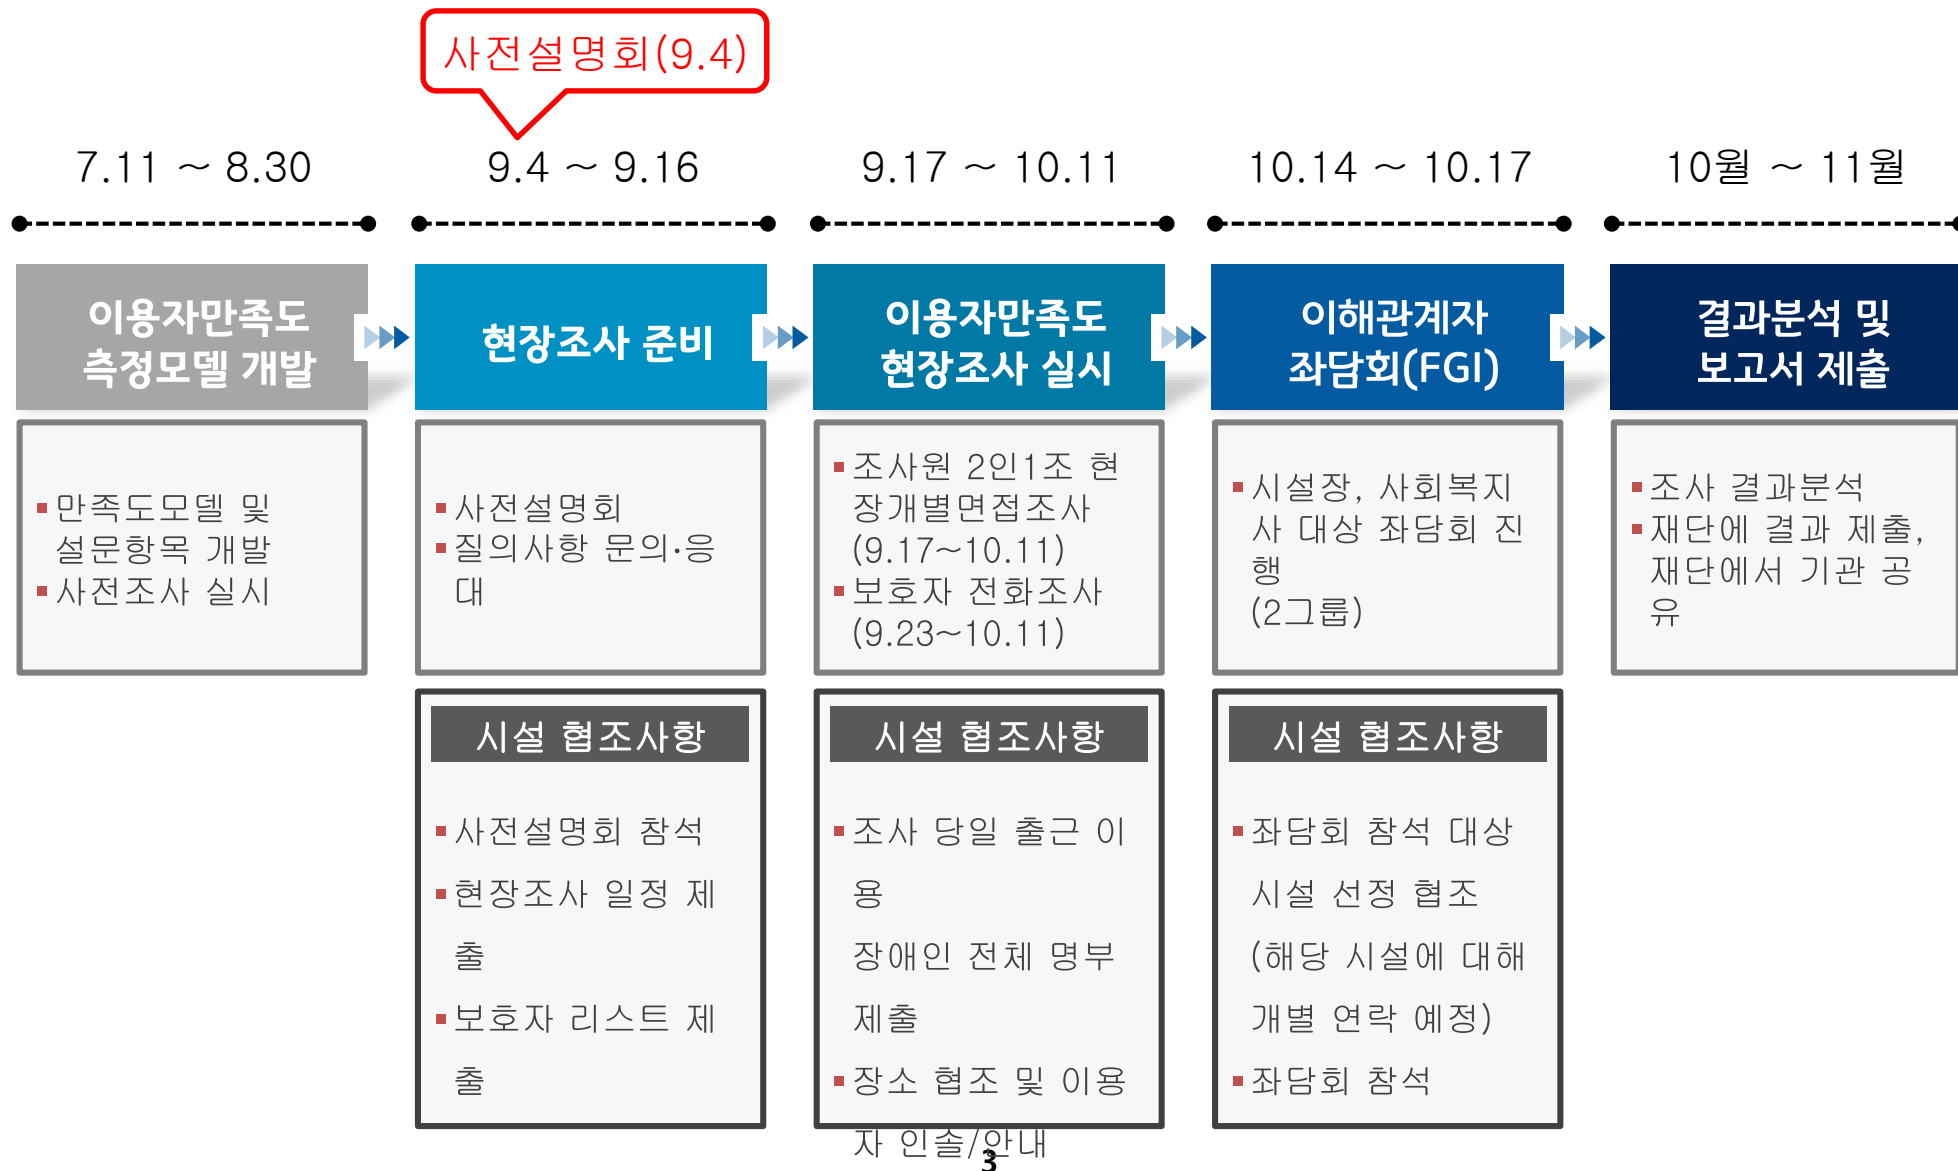 사전설명회(9.4)
7.11 ~ 8.30
9.4 ~ 9.16
9.17 ~ 10.11
10.14 ~ 10.17
10월 ~ 11월
이용자만족도
측정모델 개발
현장조사 준비
이용자만족도
현장조사 실시
이해관계자
좌담회(FGI)
결과분석 및
보고서 제출
▪만족도모델 및
설문항목 개발
▪사전조사 실시
▪사전설명회
▪질의사항 문의·응
대
▪조사원 2인1조 현
장개별면접조사
(9.17~10.11)
▪보호자 전화조사
(9.23~10.11)
▪시설장, 사회복지
사 대상 좌담회 진
행
(2그룹)
▪조사 결과분석
▪재단에 결과 제출,
재단에서 기관 공
유
시설 협조사항
▪사전설명회 참석
▪현장조사 일정 제
출
▪보호자 리스트 제
출
시설 협조사항
▪조사 당일 출근 이
용
장애인 전체 명부
제출
▪장소 협조 및 이용
자 인솔/안내
시설 협조사항
▪좌담회 참석 대상
시설 선정 협조
(해당 시설에 대해
개별 연락 예정)
▪좌담회 참석
3